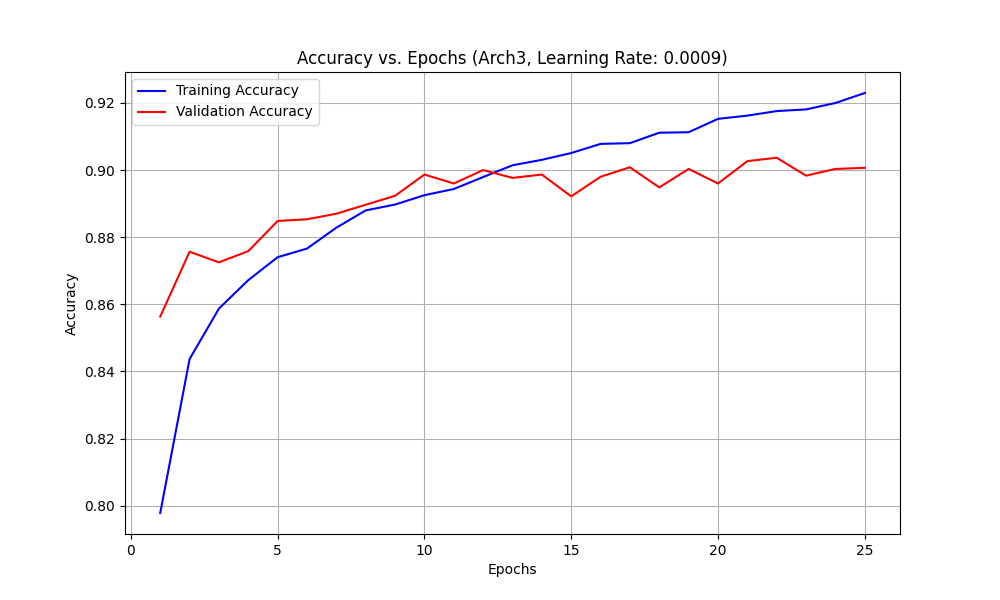 Accuracy vs. Epochs (Arch3, Learning Rate: 0.0009)
Training Accuracy
Validation Accuracy
0.92
0.90
0.88
0.86
0.84
0.82
0.80
Accuracy
0
5
10
15
20
25
Epochs